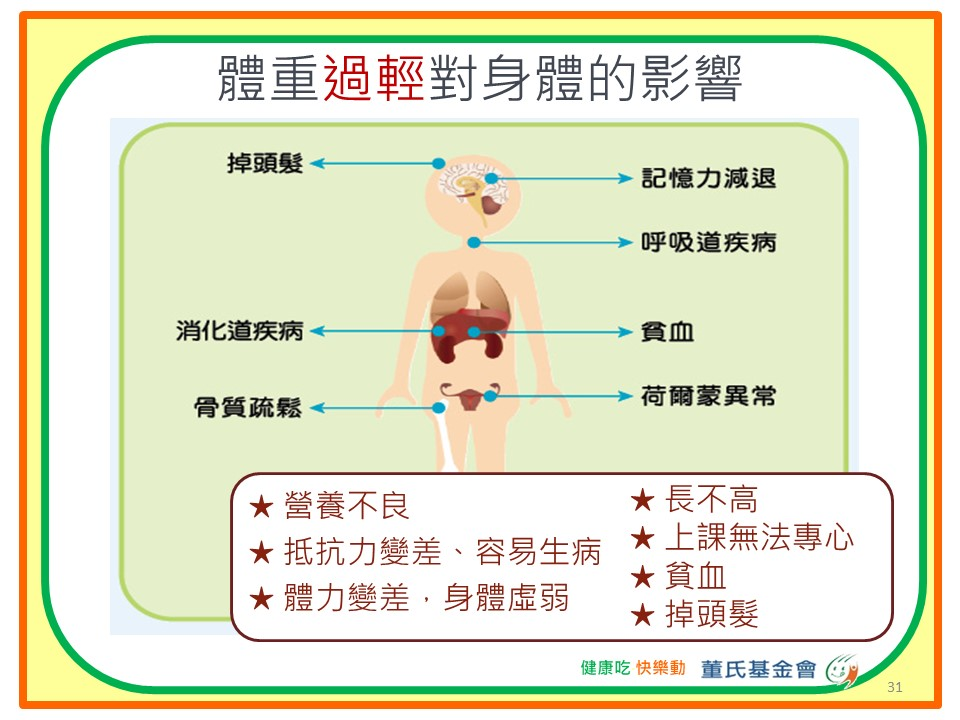 體重過輕對身體的影響
掉頭髮
記憶力減退
呼吸道疾病
消化道疾病
貧血
骨質疏鬆
荷爾蒙異常
★ 營養不良
★ 抵抗力變差、容易生病
★ 體力變差，身體虛弱
★ 長不高
★ 上課無法專心
★ 貧血
★ 掉頭髮
健康吃 快樂動 董氏基金會
31